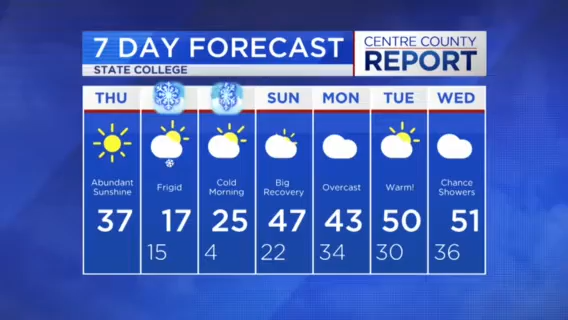 7 DAY FORECAST
STATE COLLEGE
CENTRE COUNTY
REPORT
THU SUN MON TUE WED
Abundant Sunshine
Frigid
Cold Morning
Big Recovery
Overcast
Warm!
Chance Showers
37 17 25 47 43 50 51
15 4 22 34 30 36